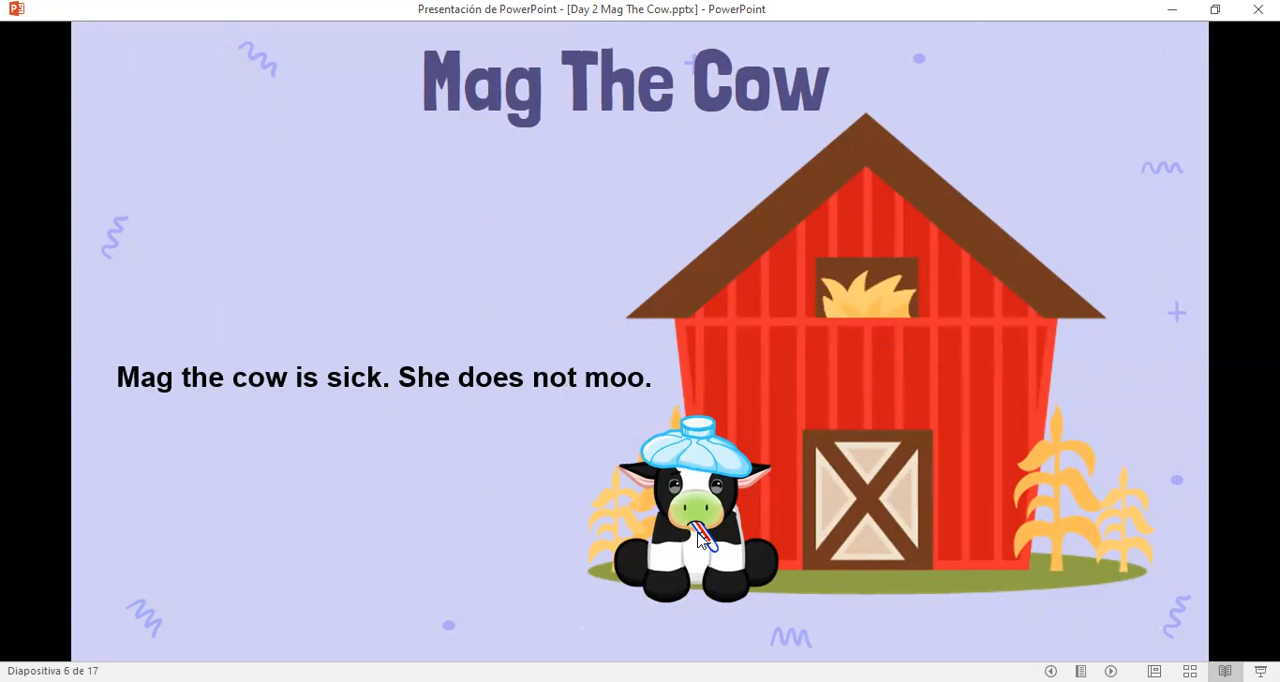 Presentación de PowerPoint - [Day 2 Mag The Cow.pptx] - PowerPoint
Mag The Cow
Mag the cow is sick. She does not moo.
Diapositiva 6 de 17